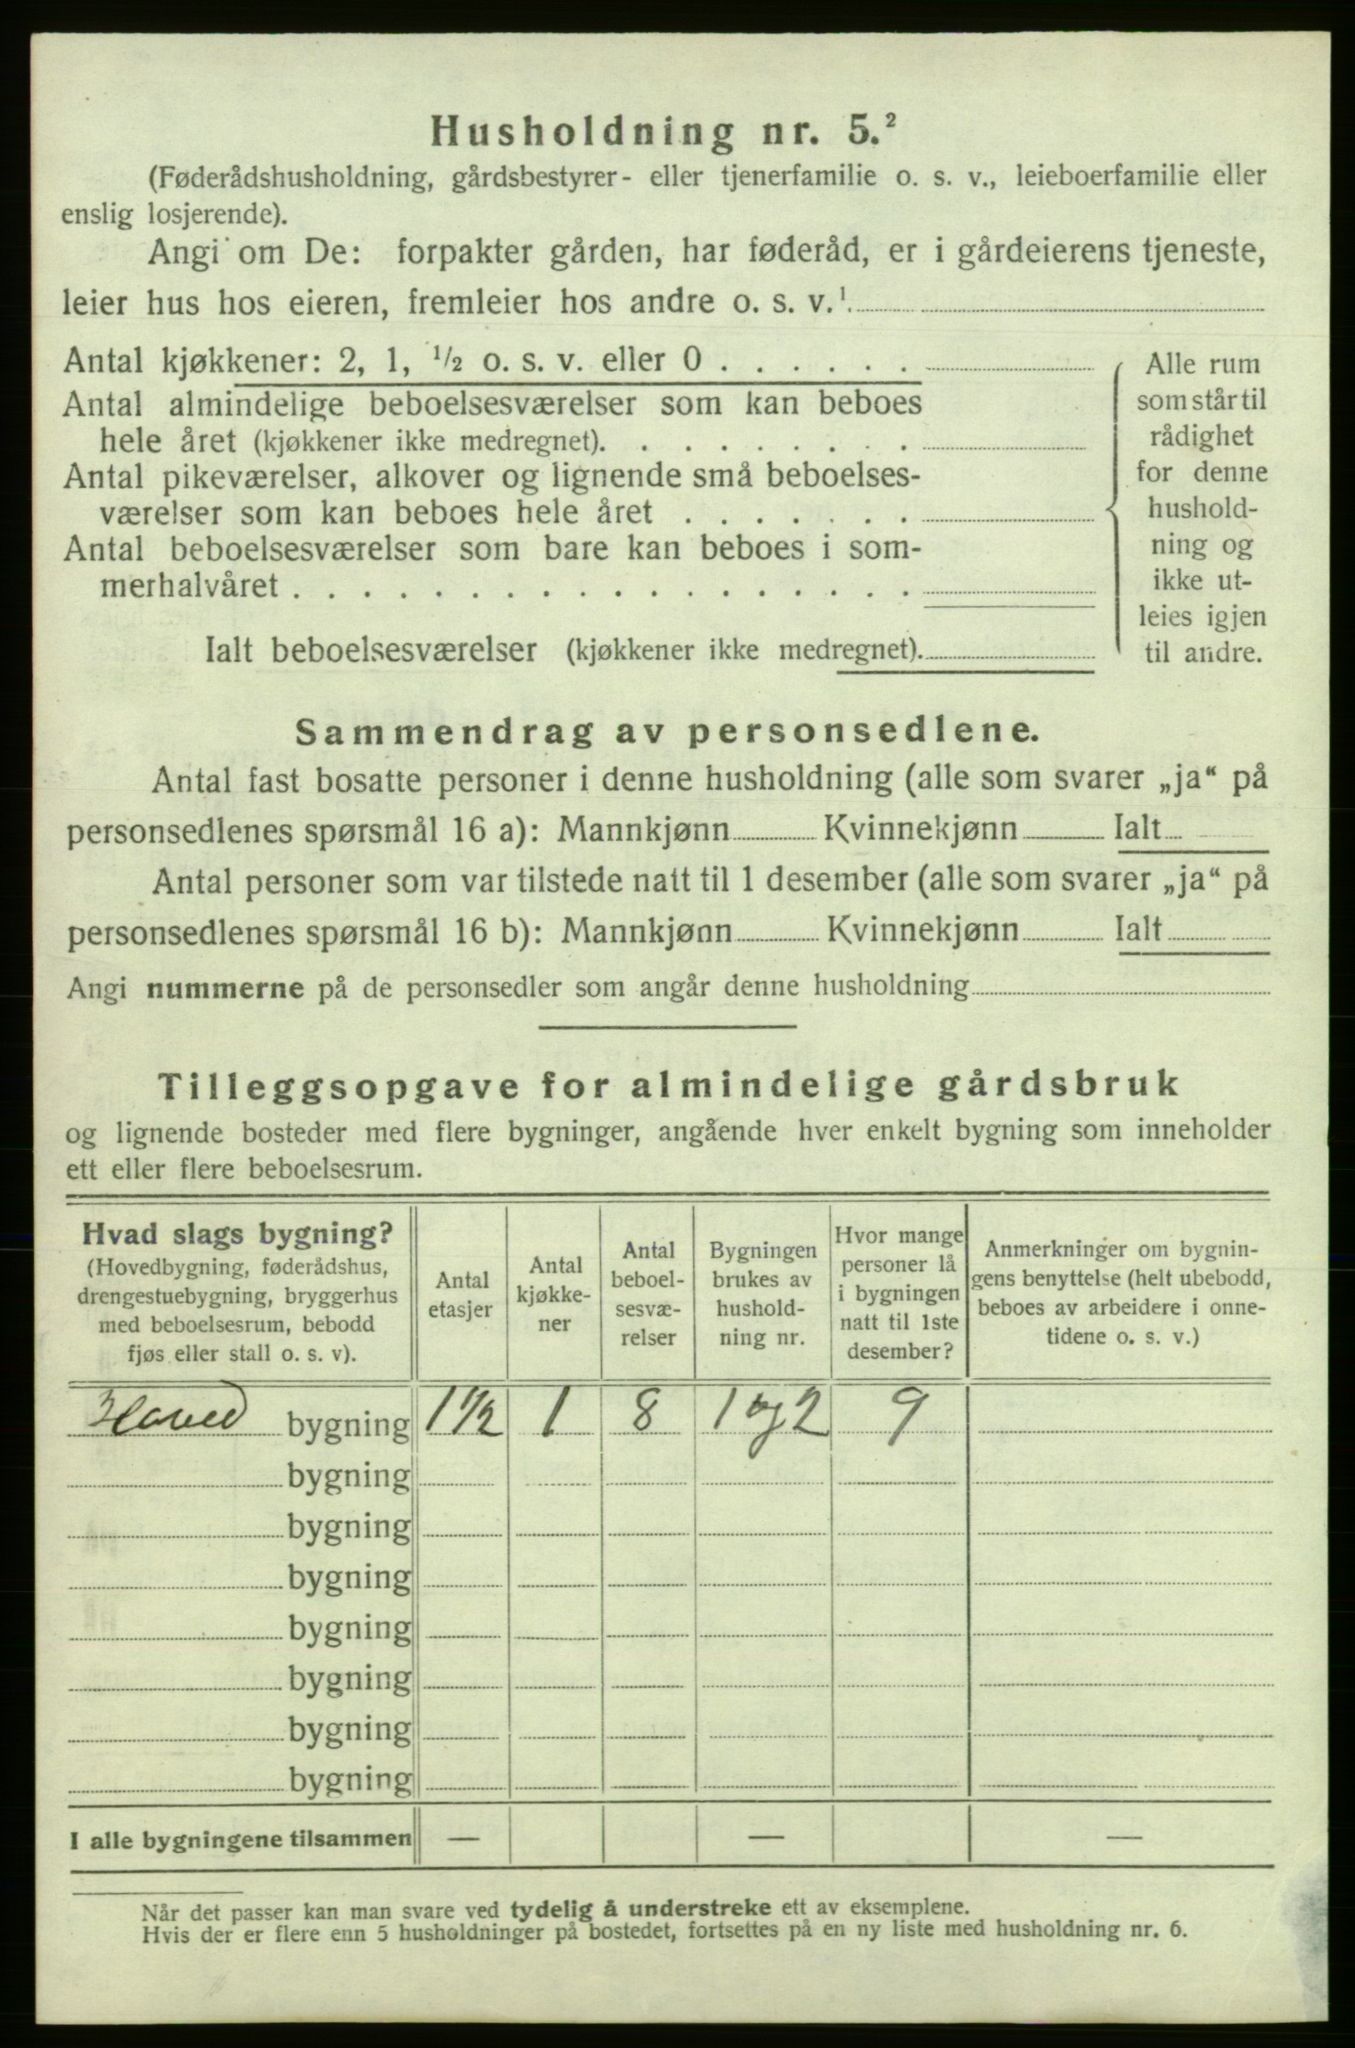 Husholdning nr. 5.²
(Føderådshusholdning, gårdsbestyrer- eller tjenerfamilie o. s. v., leieboerfamilie eller
enslig losjerende).
Angi om De: forpakter gården, har føderåd, er i gårdeierens tjeneste,
leier hus hos eieren, fremleier hos andre o. s. v.¹
Antal kjøkkener: 2, 1, ½ o. s. v. eller 0 . . . . . .
Antal almindelige beboelsesværelser som kan beboes
hele året (kjøkkener ikke medregnet). . . . . . . . .
Antal pikeværelser, alkover og lignende små beboelses-
værelser som kan beboes hele året . . . . . . .
Antal beboelsesværelser som bare kan beboes i som-
merhalvåret . . . . . . . . . . . . . . . . . .
Ialt beboelsesværelser (kjøkkener ikke medregnet).
Alle rum
som står til
rådighet
for denne
hushold-
ning og
ikke ut-
leies igjen
til andre.
Sammendrag av personsedlene.
Antal fast bosatte personer i denne husholdning (alle som svarer „ja“ på
personsedlenes spørsmål 16 a): Mannkjønn Kvinnekjønn Ialt
Antal personer som var tilstede natt til 1 desember (alle som svarer „ja“ på
personsedlenes spørsmål 16 b): Mannkjønn Kvinnekjønn Ialt
Angi nummerne på de personsedler som angår denne husholdning
Tilleggsopgave for almindelige gårdsbruk
og lignende bosteder med flere bygninger, angående hver enkelt bygning som inneholder
ett eller flere beboelsesrum.
Hvad slags bygning?
(Hovedbygning, føderådshus,
drengestuebygning, bryggerhus
med beboelsesrum, bebodd
fjøs eller stall o. s. v).
Antal
etasjer
Antal
kjøkke-
ner
Antal
beboel-
sesvæ-
relser
Bygningen
brukes av
hushold-
ning nr.
Hvor mange
personer lå
i bygningen
natt til 1ste
desember?
Anmerkninger om bygnin-
gens benyttelse (helt ubebodd,
beboes av arbeidere i onne-
tidene o. s. v.)
Hoved bygning 1 ½ 1 8 1 og 2 9
bygning
bygning
bygning
bygning
bygning
bygning
bygning
I alle bygningene tilsammen — — —
Når det passer kan man svare ved tydelig å understreke ett av eksemplene.
Hvis der er flere enn 5 husholdninger på bostedet, fortsettes på en ny liste med husholdning nr. 6.